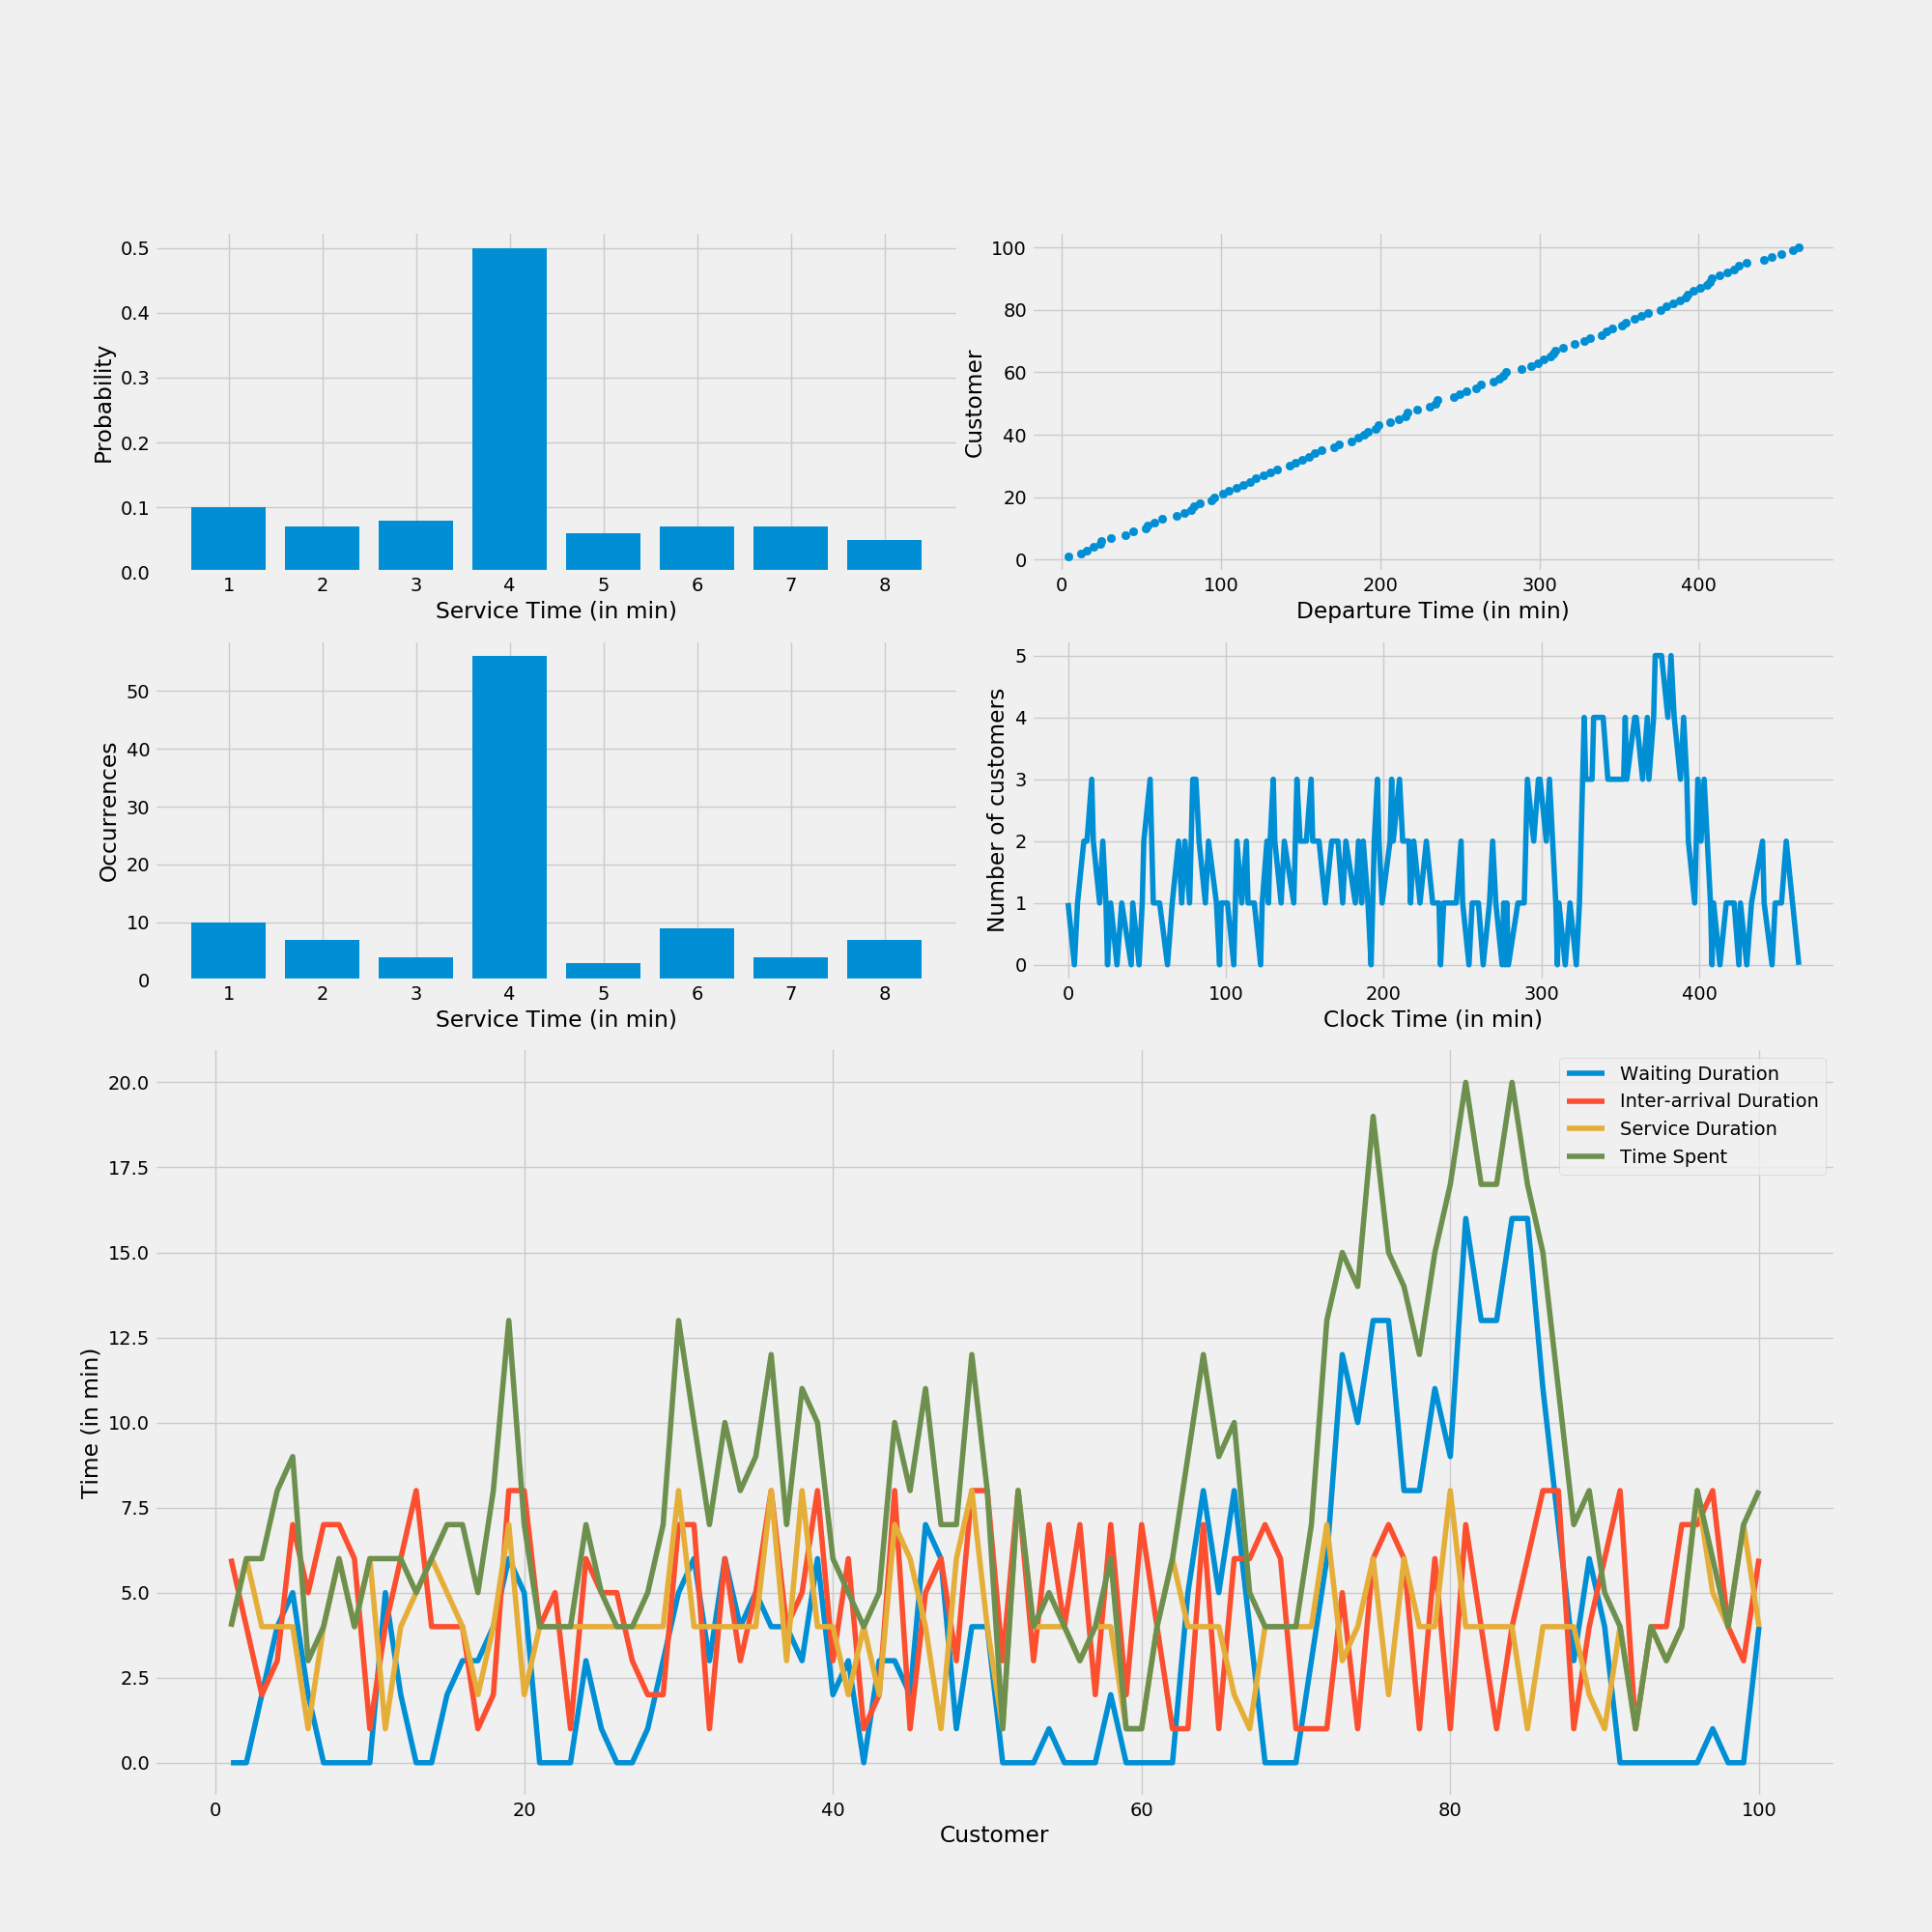 0.5
0.4
0.3
0.2
0.1
0.0
Probability
1 2 3 4 5 6 7 8
Service Time (in min)
100
80
60
40
20
0
Customer
0 100 200 300 400
Departure Time (in min)
50
40
30
20
10
0
Occurrences
1 2 3 4 5 6 7 8
Service Time (in min)
5
4
3
2
1
0
Number of customers
0 100 200 300 400
Clock Time (in min)
20.0
17.5
15.0
12.5
10.0
7.5
5.0
2.5
0.0
Time (in min)
Waiting Duration
Inter-arrival Duration
Service Duration
Time Spent
0 20 40 60 80 100
Customer